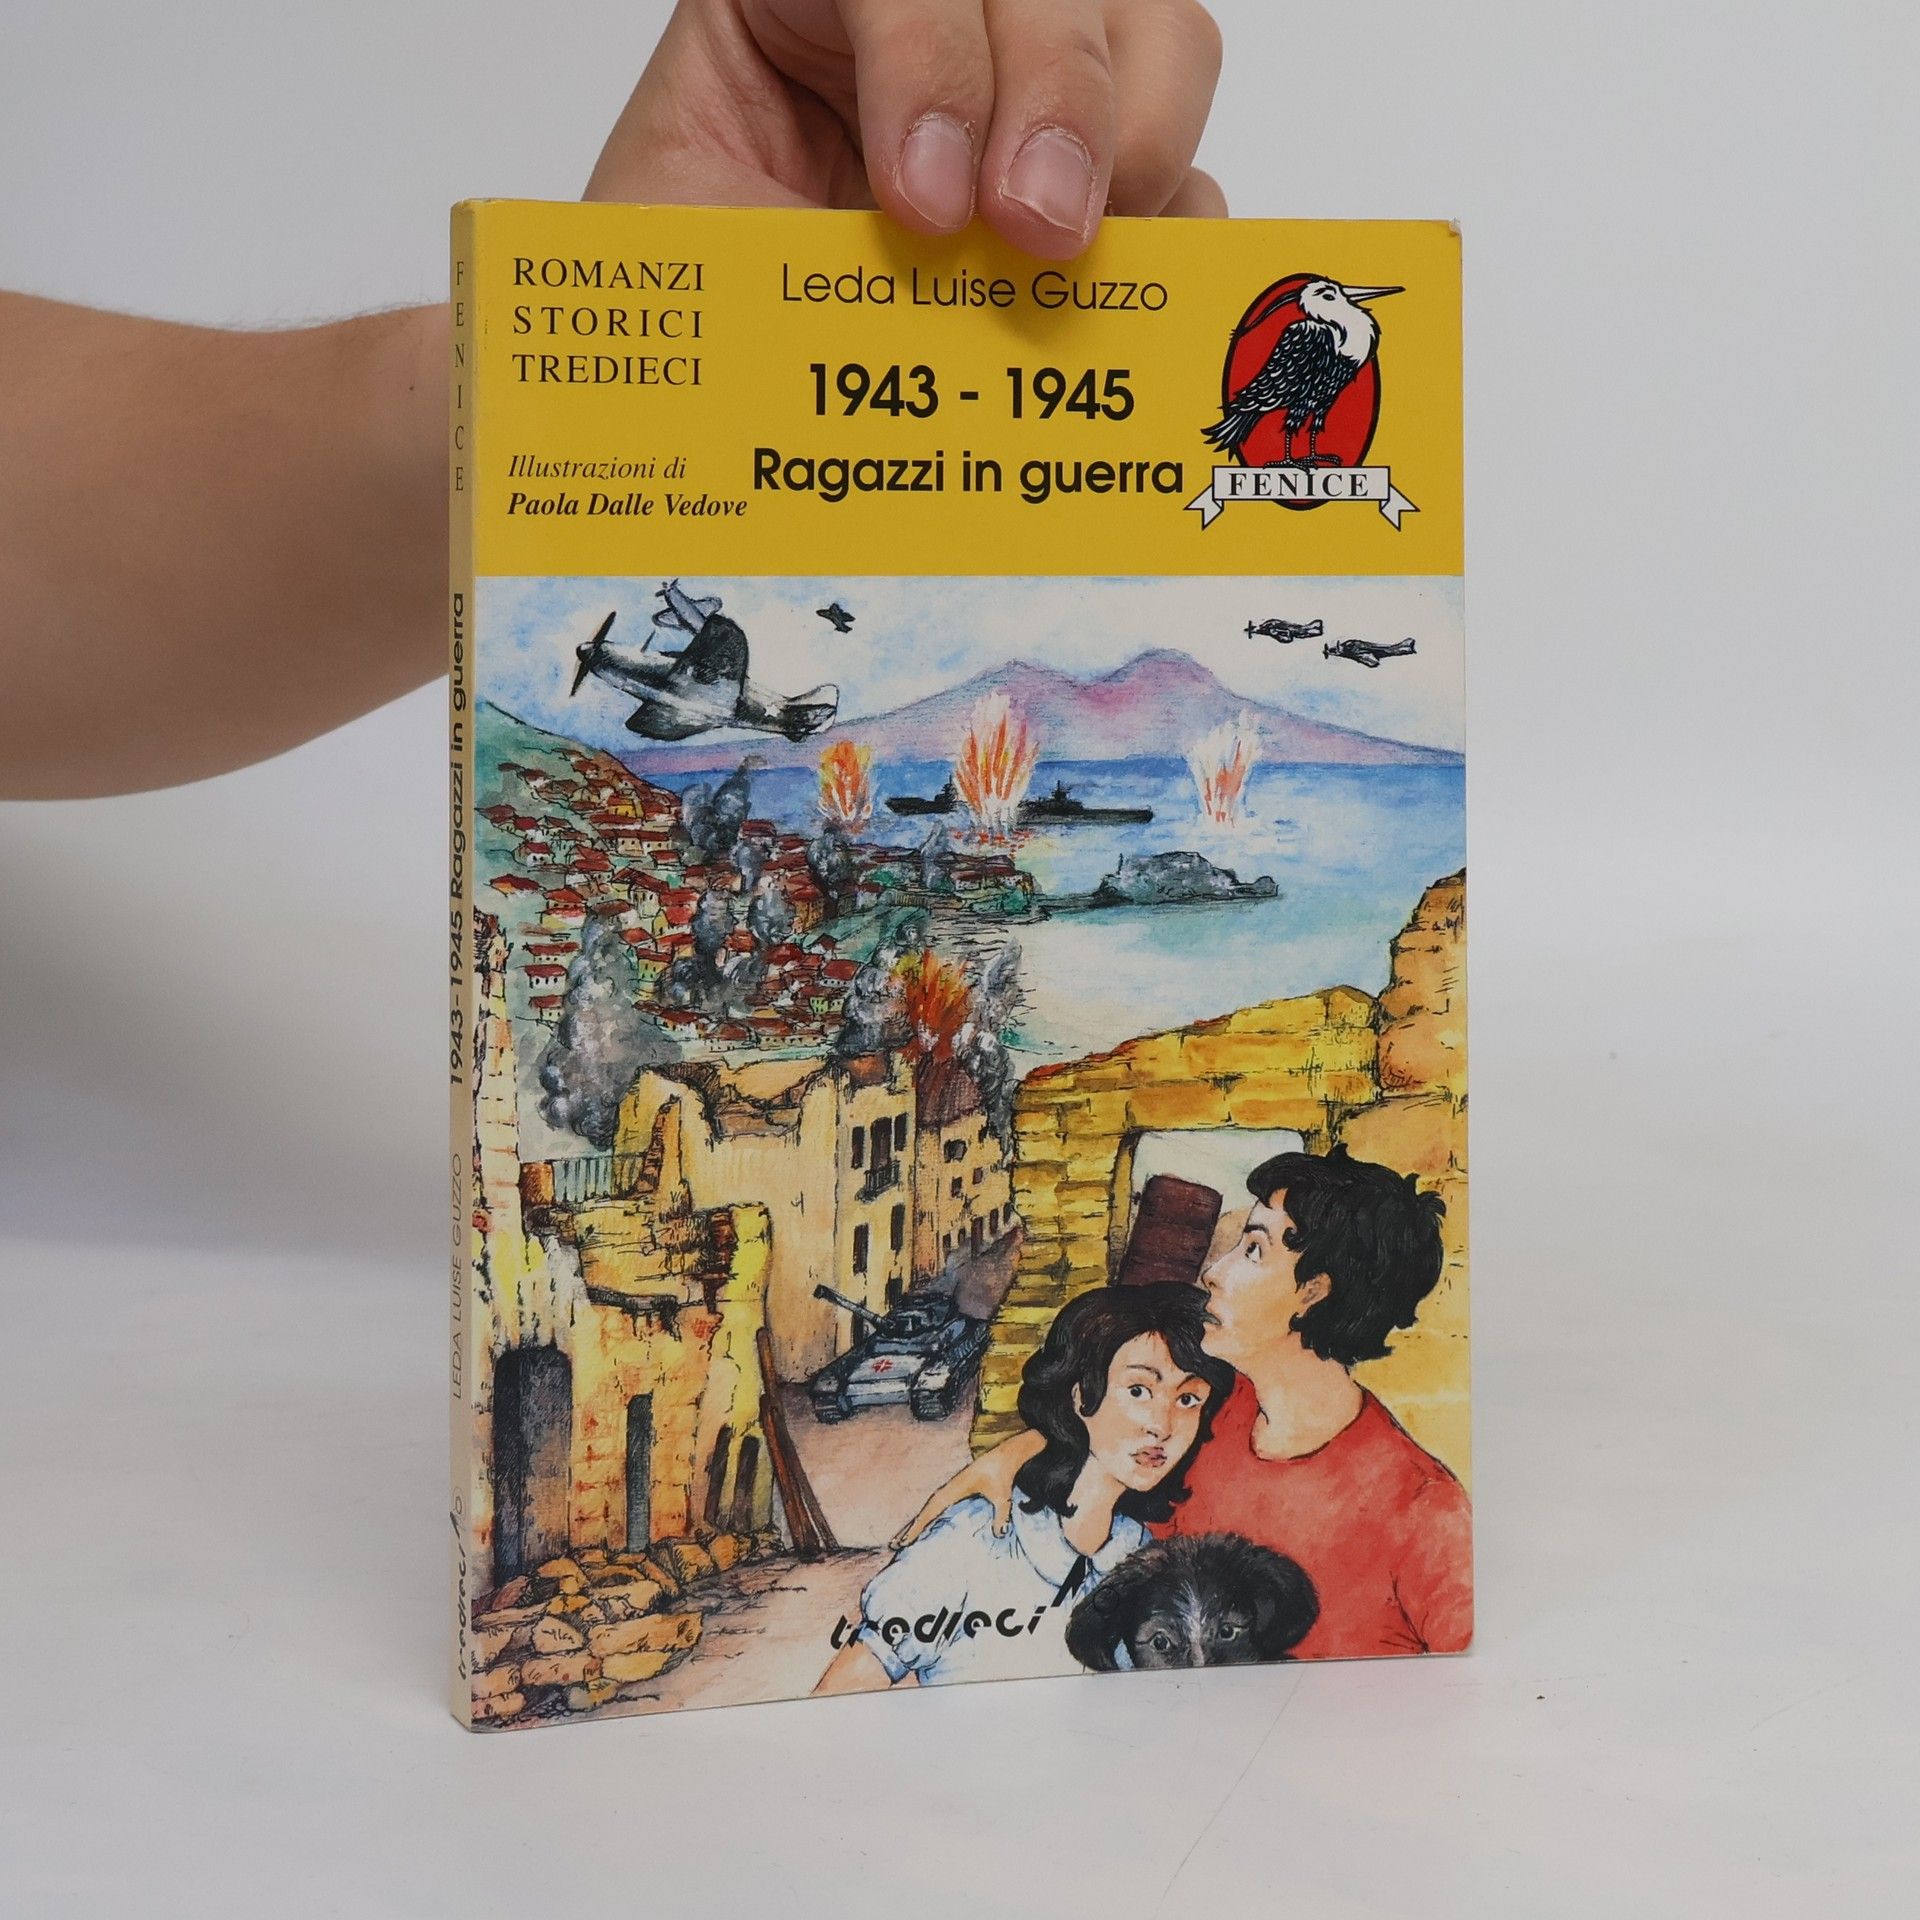 ROMANZI
STORICI
TREDIECI
Illustrazioni di
Paola Dalle Vedove
Leda Luise Guzzo
1943 - 1945
Ragazzi in guerra
FENICE
tredieci
FENICE
1943-1945 Ragazzi in guerra
LEDA LUISE GUZZO
tredieci